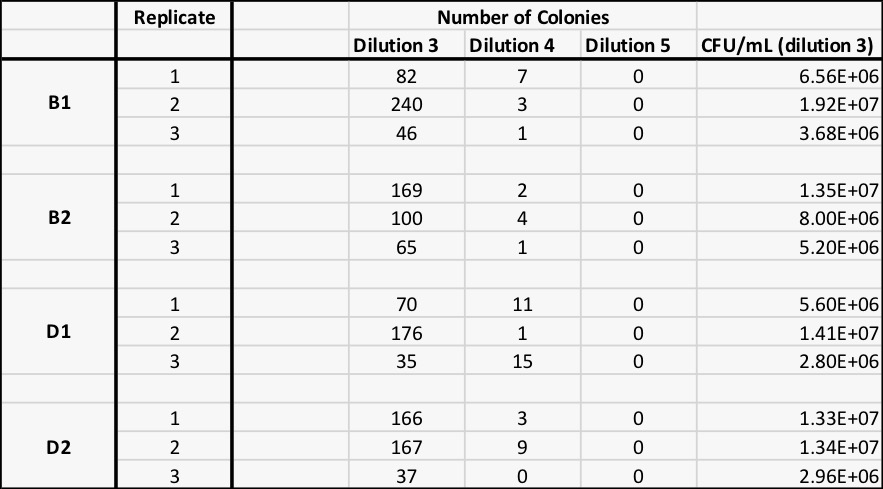 Replicate Number of Colonies
Dilution 3 Dilution 4 Dilution 5 CFU/mL (dilution 3)
1 82 7 0 6.56E+06
B1 2 240 3 0 1.92E+07
3 46 1 0 3.68E+06
1 169 2 0 1.35E+07
B2 2 100 4 0 8.00E+06
3 65 1 0 5.20E+06
1 70 11 0 5.60E+06
D1 2 176 1 0 1.41E+07
3 35 15 0 2.80E+06
1 166 3 0 1.33E+07
D2 2 167 9 0 1.34E+07
3 37 0 0 2.96E+06